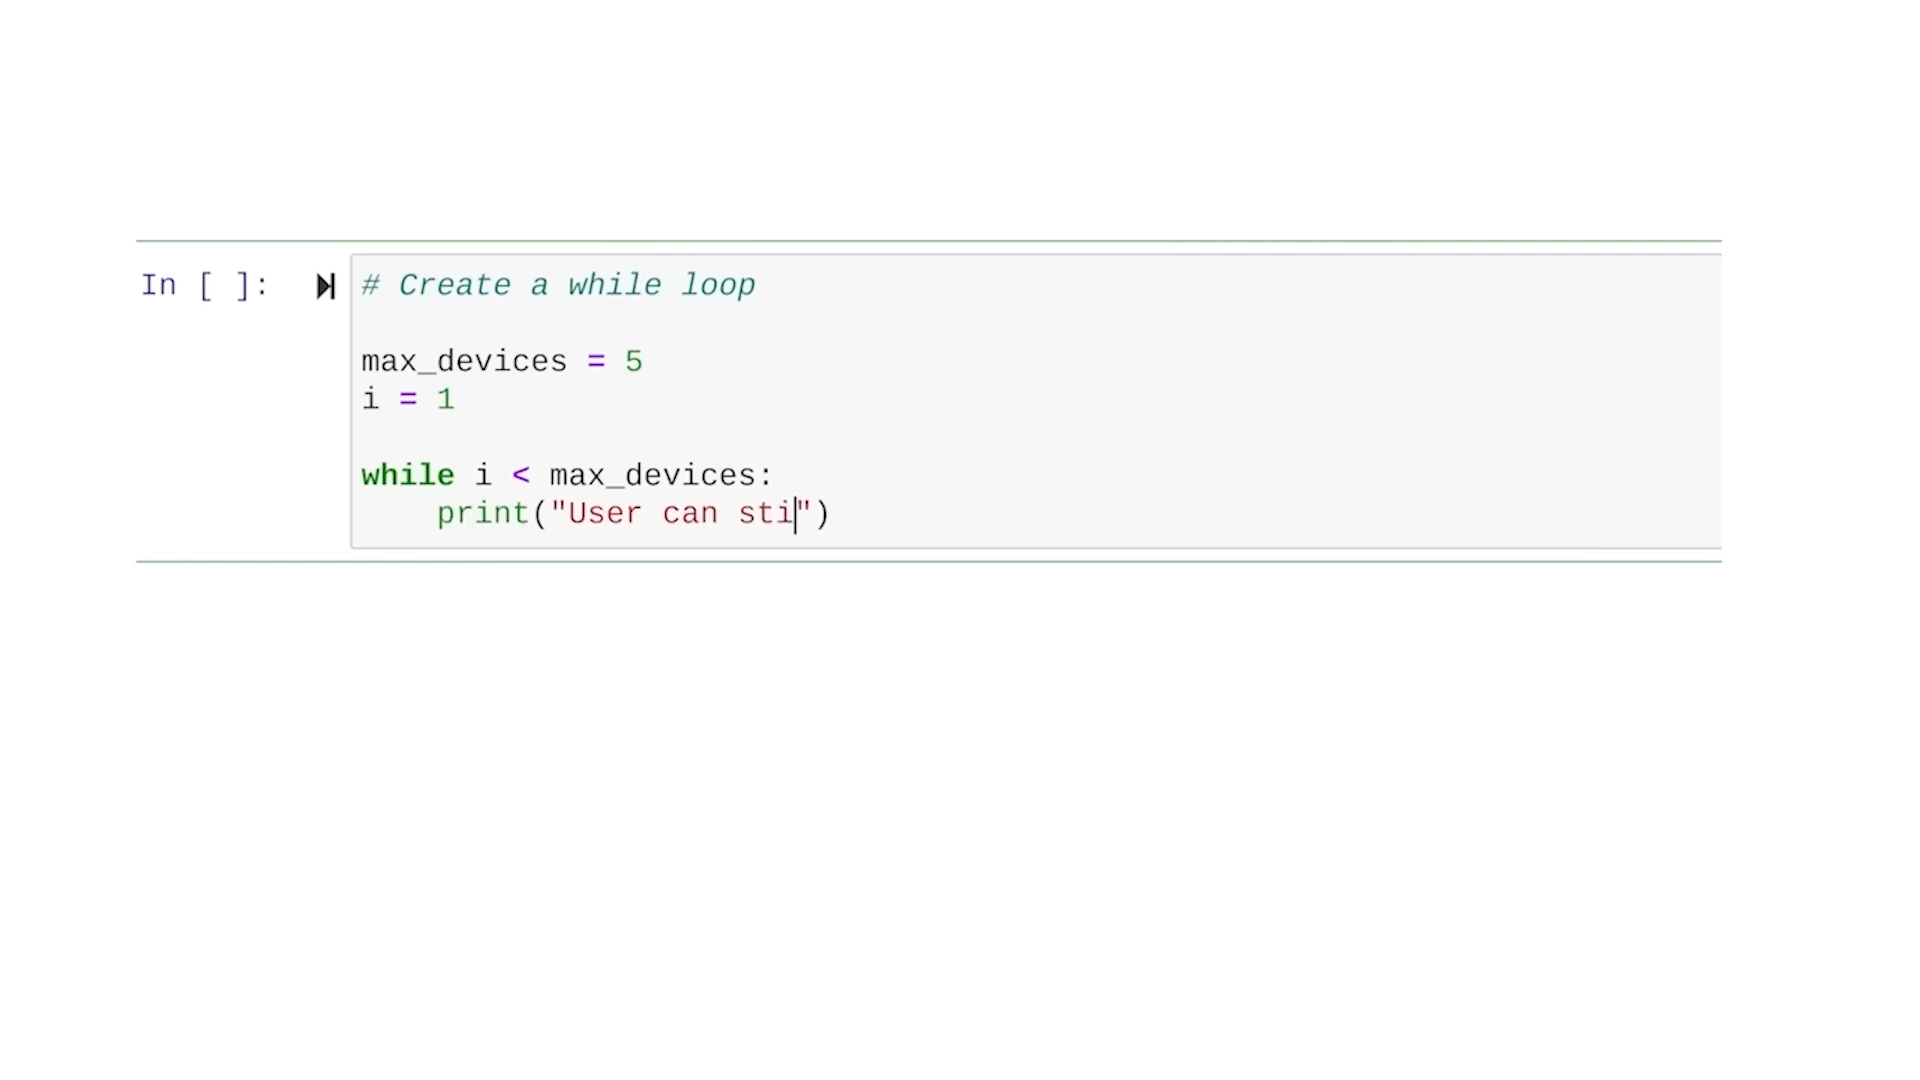 In [ ]:
# Create a while loop
max_devices = 5
i = 1
while i < max_devices:
    print("User can sti")